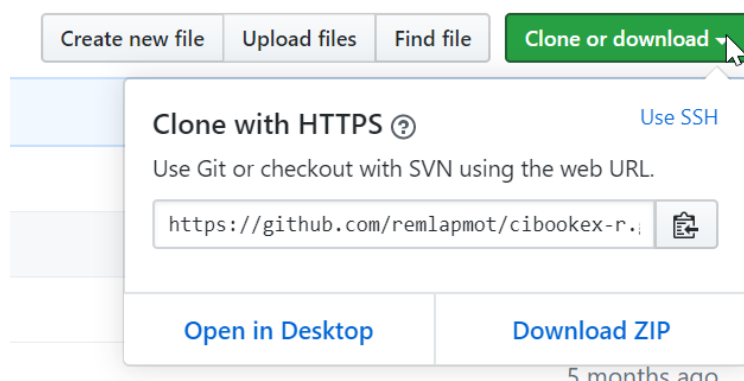 Create new file Upload files Find file Clone or download
Clone with HTTPS Use SSH
Use Git or checkout with SVN using the web URL.
https://github.com/remlapmot/cibookex-r.
Open in Desktop Download ZIP
5 months ago